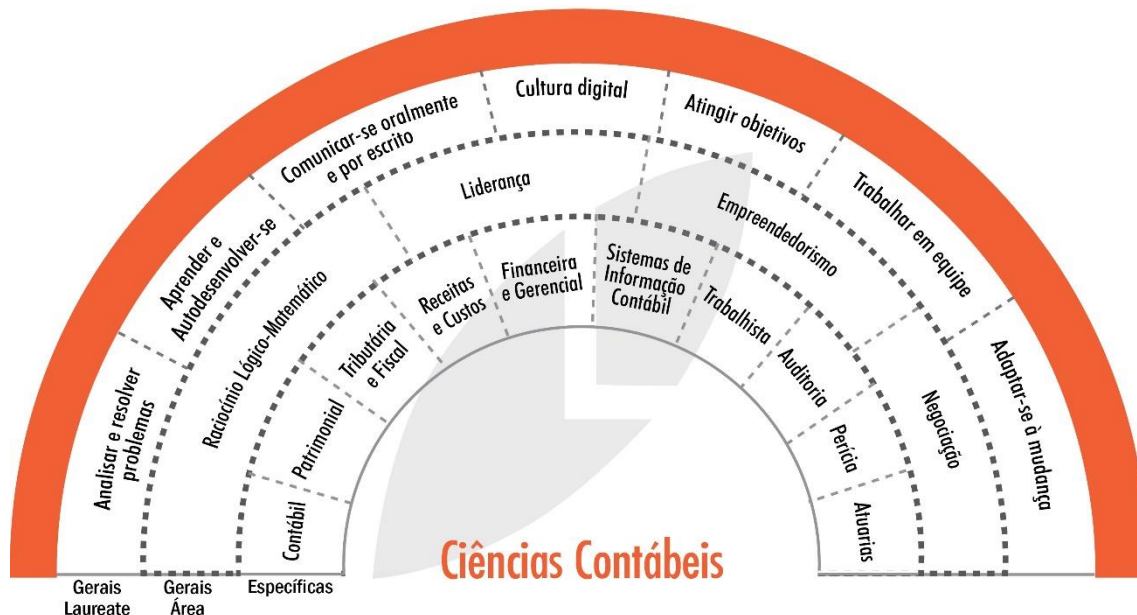 Analisar e resolver
problemas
Aprender e
Autodesenvolver-se
Comunicar-se oralmente
e por escrito
Cultura digital
Atingir objetivos
Trabalhar em equipe
Adaptar-se à mudança
Raciocínio Lógico-Matemático
Liderança
Empreendedorismo
Negociação
Contábil
Patrimonial
Tributária
e Fiscal
Receitas
e Custos
Financeira
e Gerencial
Sistemas de
Informação
Contábil
Trabalhista
Auditoria
Perícia
Atuarias
Ciências Contábeis
Gerais
Laureate
Gerais
Área
Específicas